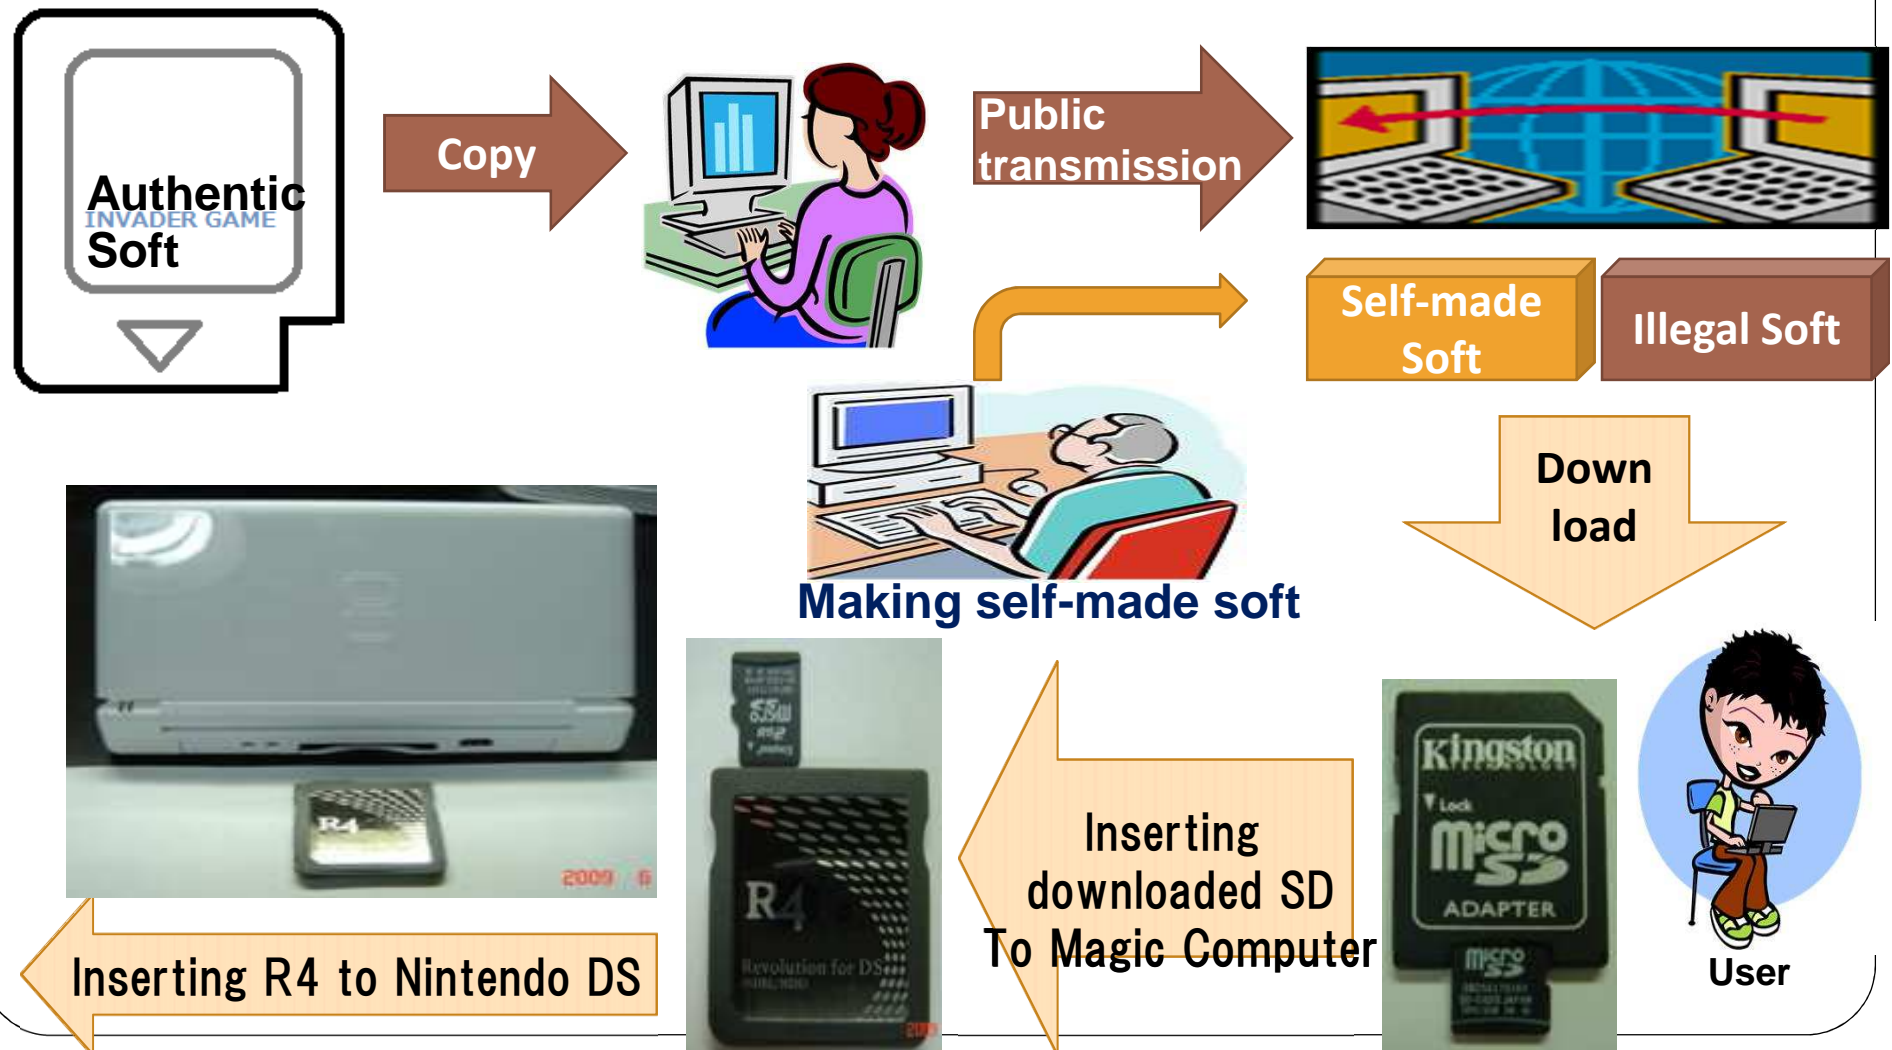 Authentic
INVADER GAME
Soft
Copy
Public
transmission
Self-made
Soft
Illegal Soft
Down
load
Making self-made soft
Kingston
TECHNOLOGY
Lock
Micro
SD
ADAPTER
Micro
SD
User
Inserting
downloaded SD
To Magic Computer
R4
Revolution for DS
R4
2009 6
Inserting R4 to Nintendo DS